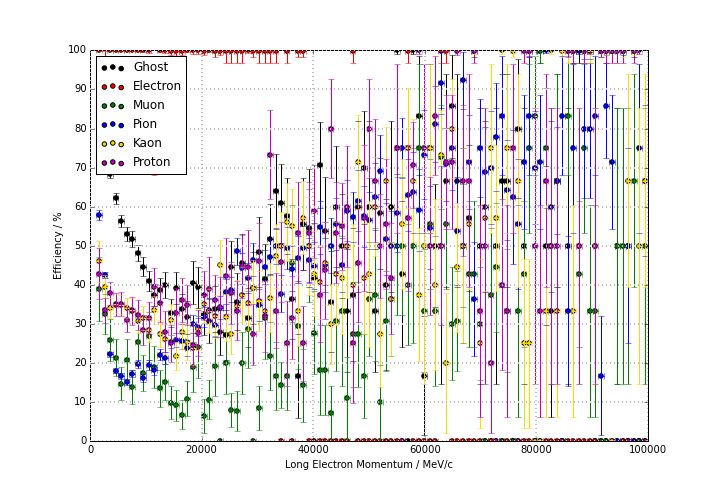 100
90
80
70
60
50
40
30
20
10
0
Efficiency / %
Ghost
Electron
Muon
Pion
Kaon
Proton
0 20000 40000 60000 80000 100000
Long Electron Momentum / MeV/c